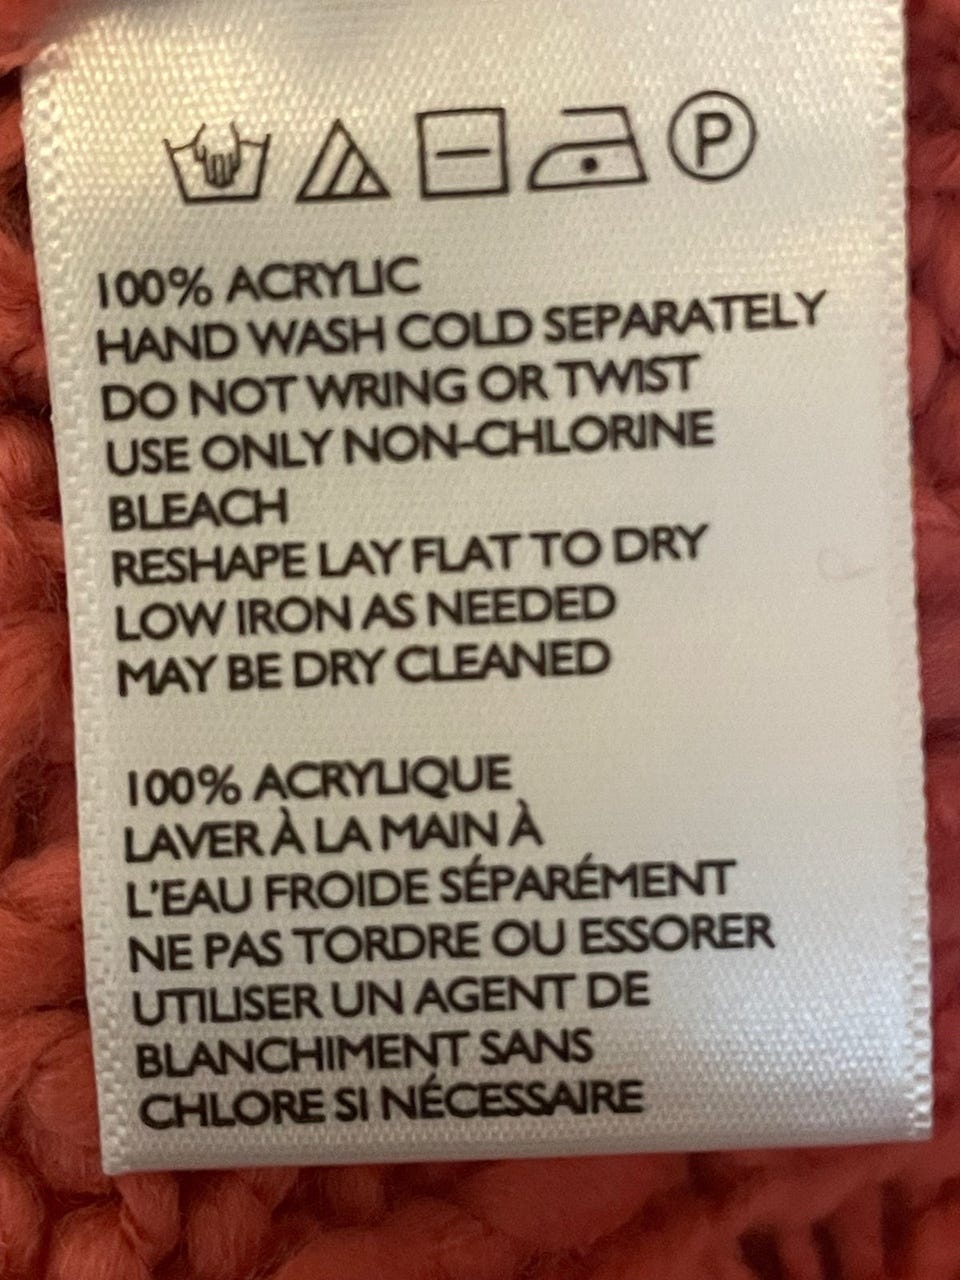 P
100% ACRYLIC
HAND WASH COLD SEPARATELY
DO NOT WRING OR TWIST
USE ONLY NON-CHLORINE
BLEACH
RESHAPE LAY FLAT TO DRY
LOW IRON AS NEEDED
MAY BE DRY CLEANED
100% ACRYLIQUE
LAVER À LA MAIN À
L'EAU FROIDE SÉPARÉMENT
NE PAS TORDRE OU ESSORER
UTILISER UN AGENT DE
BLANCHIMENT SANS
CHLORE SI NÉCESSAIRE